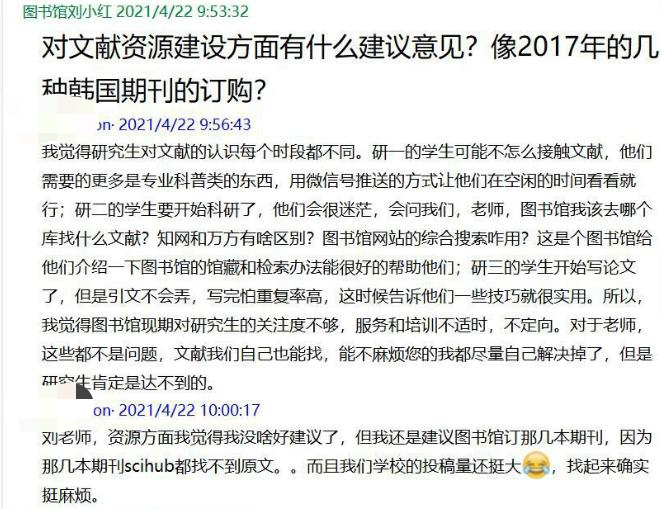 图书馆刘小红 2021/4/22 9:53:32
对文献资源建设方面有什么建议意见？像2017年的几
种韩国期刊的订购？
on· 2021/4/22 9:56:43
我觉得研究生对文献的认识每个时段都不同。研一的学生可能不怎么接触文献，他们
需要的更多是专业科普类的东西，用微信号推送的方式让他们在空闲的时间看看就
行；研二的学生要开始科研了，他们会很迷茫，会问我们，老师，图书馆我该去哪个
库找什么文献？知网和万方有啥区别？图书馆网站的综合搜索咋用？这是个图书馆给
他们介绍一下图书馆的馆藏和检索办法能很好的帮助他们；研三的学生开始写论文
了，但是引文不会弄，写完怕重复率高，这时候告诉他们一些技巧就很实用。所以，
我觉得图书馆现期对研究生的关注度不够，服务和培训不适时，不定向。对于老师，
这些都不是问题，文献我们自己也能找，能不麻烦您的我都尽量自己解决掉了，但是
研究生肯定是达不到的。
on· 2021/4/22 10:00:17
刘老师，资源方面我觉得我没啥好建议了，但我还是建议图书馆订那几本期刊，因为
那几本期刊scihub都找不到原文。。而且我们学校的投稿量还挺大😂，找起来确实
挺麻烦。